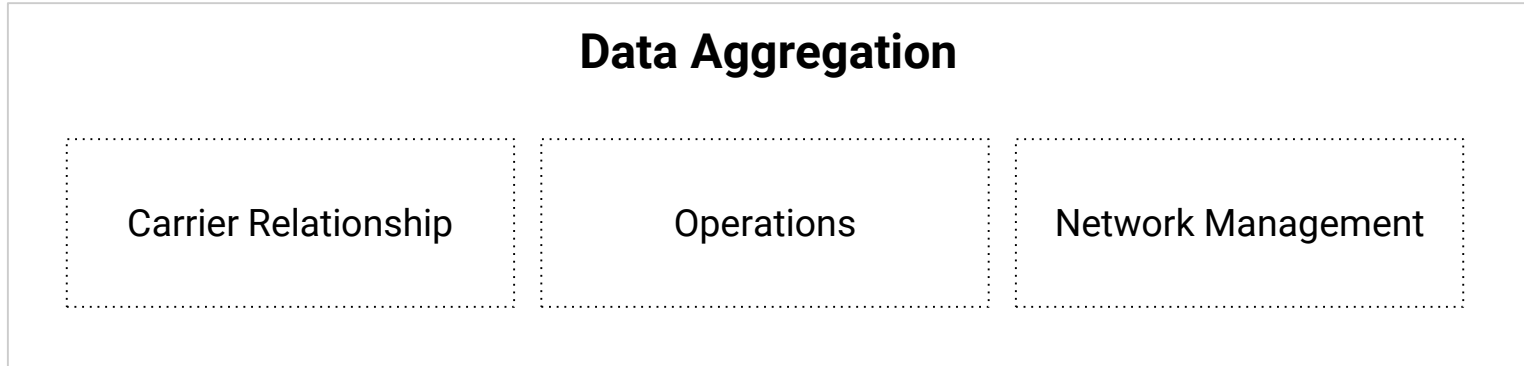 Data Aggregation
Carrier Relationship
Operations
Network Management